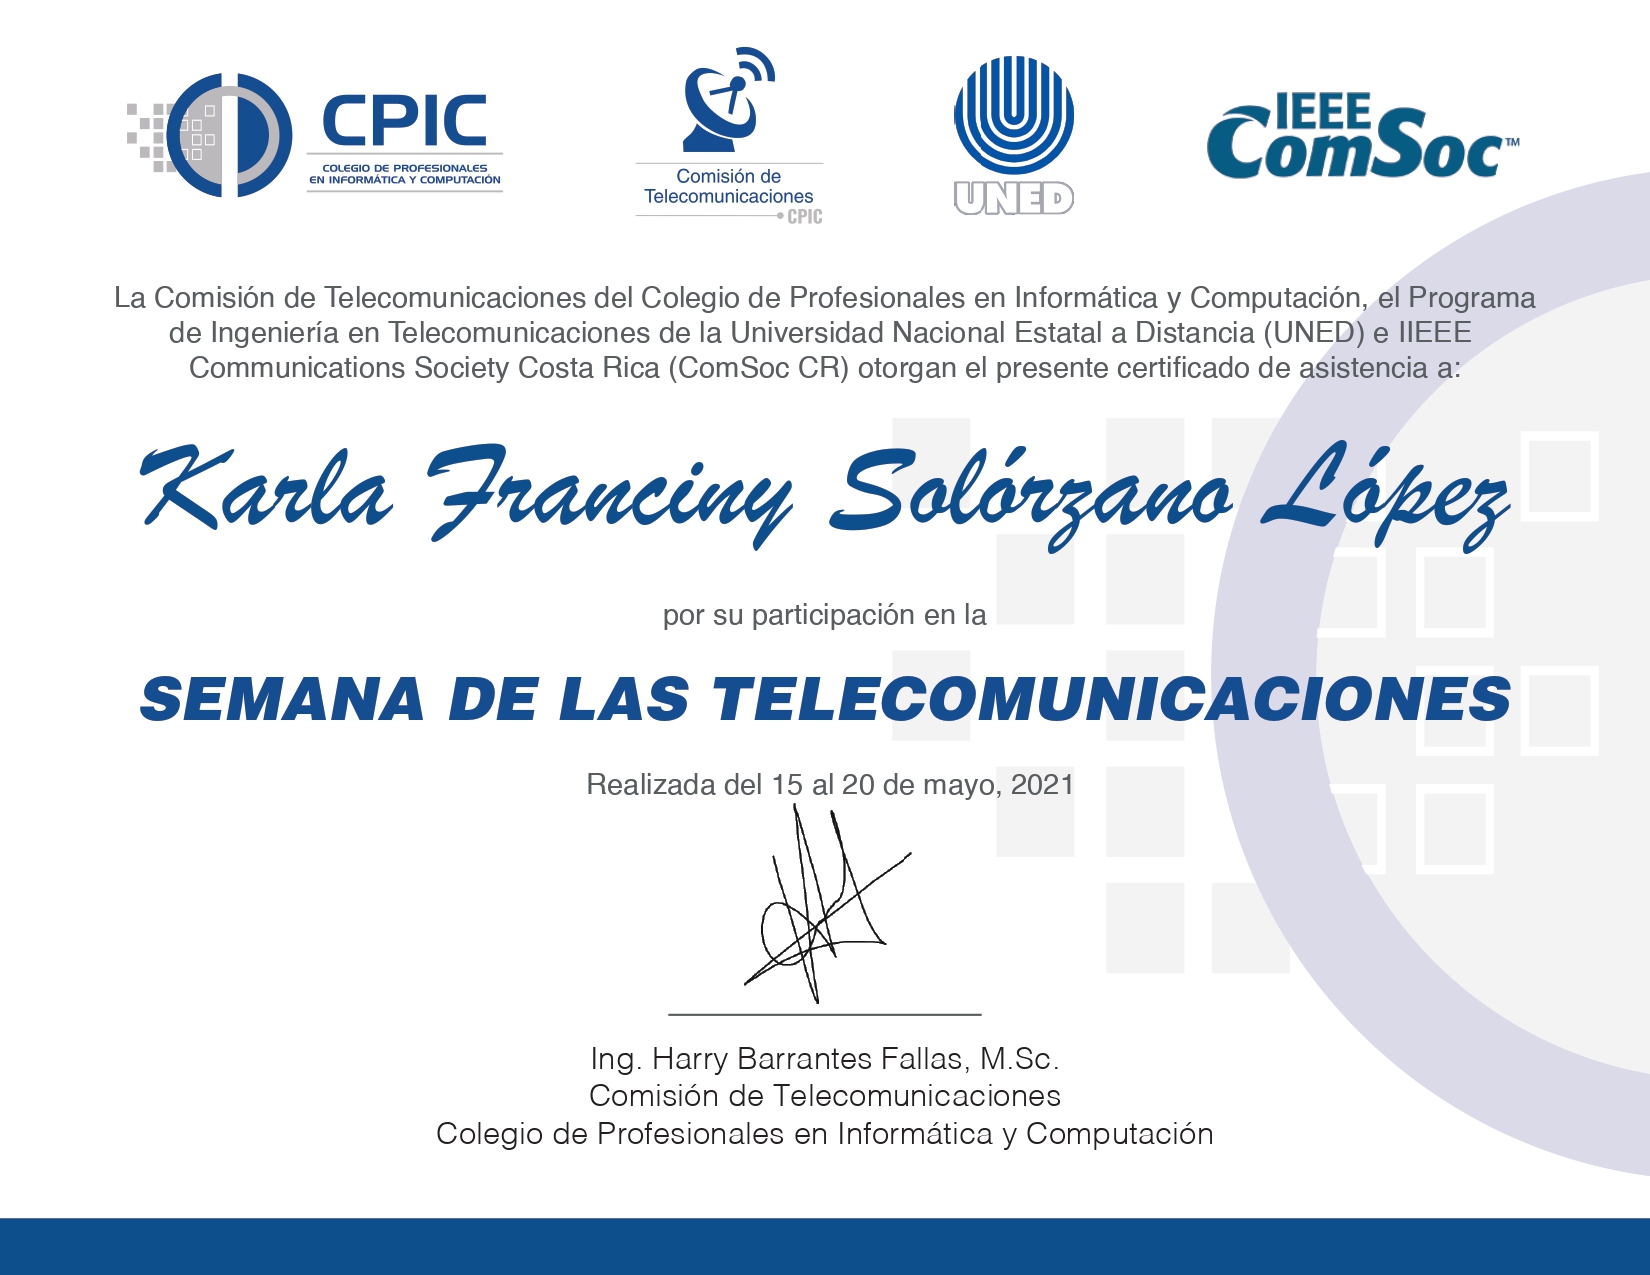 CPIC
COLEGIO DE PROFESIONALES
EN INFORMÁTICA Y COMPUTACIÓN
Comisión de
Telecomunicaciones
CPIC
UNED
IEEE
ComSoc™
La Comisión de Telecomunicaciones del Colegio de Profesionales en Informática y Computación, el Programa
de Ingeniería en Telecomunicaciones de la Universidad Nacional Estatal a Distancia (UNED) e IIEEE
Communications Society Costa Rica (ComSoc CR) otorgan el presente certificado de asistencia a:
Karla Franciny Solórzano López
por su participación en la
SEMANA DE LAS TELECOMUNICACIONES
Realizada del 15 al 20 de mayo, 2021
Ing. Harry Barrantes Fallas, M.Sc.
Comisión de Telecomunicaciones
Colegio de Profesionales en Informática y Computación